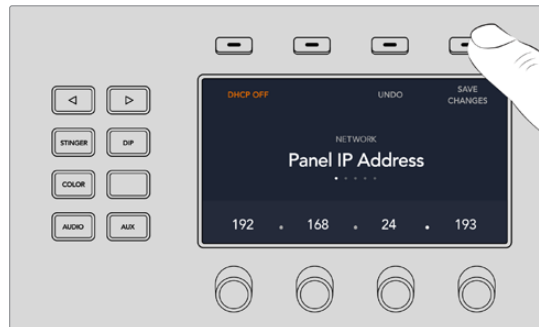 DHCP OFF
UNDO
SAVE
CHANGES
NETWORK
Panel IP Address
192 . 168 . 24 . 193
STINGER
DIP
COLOR
AUDIO
AUX